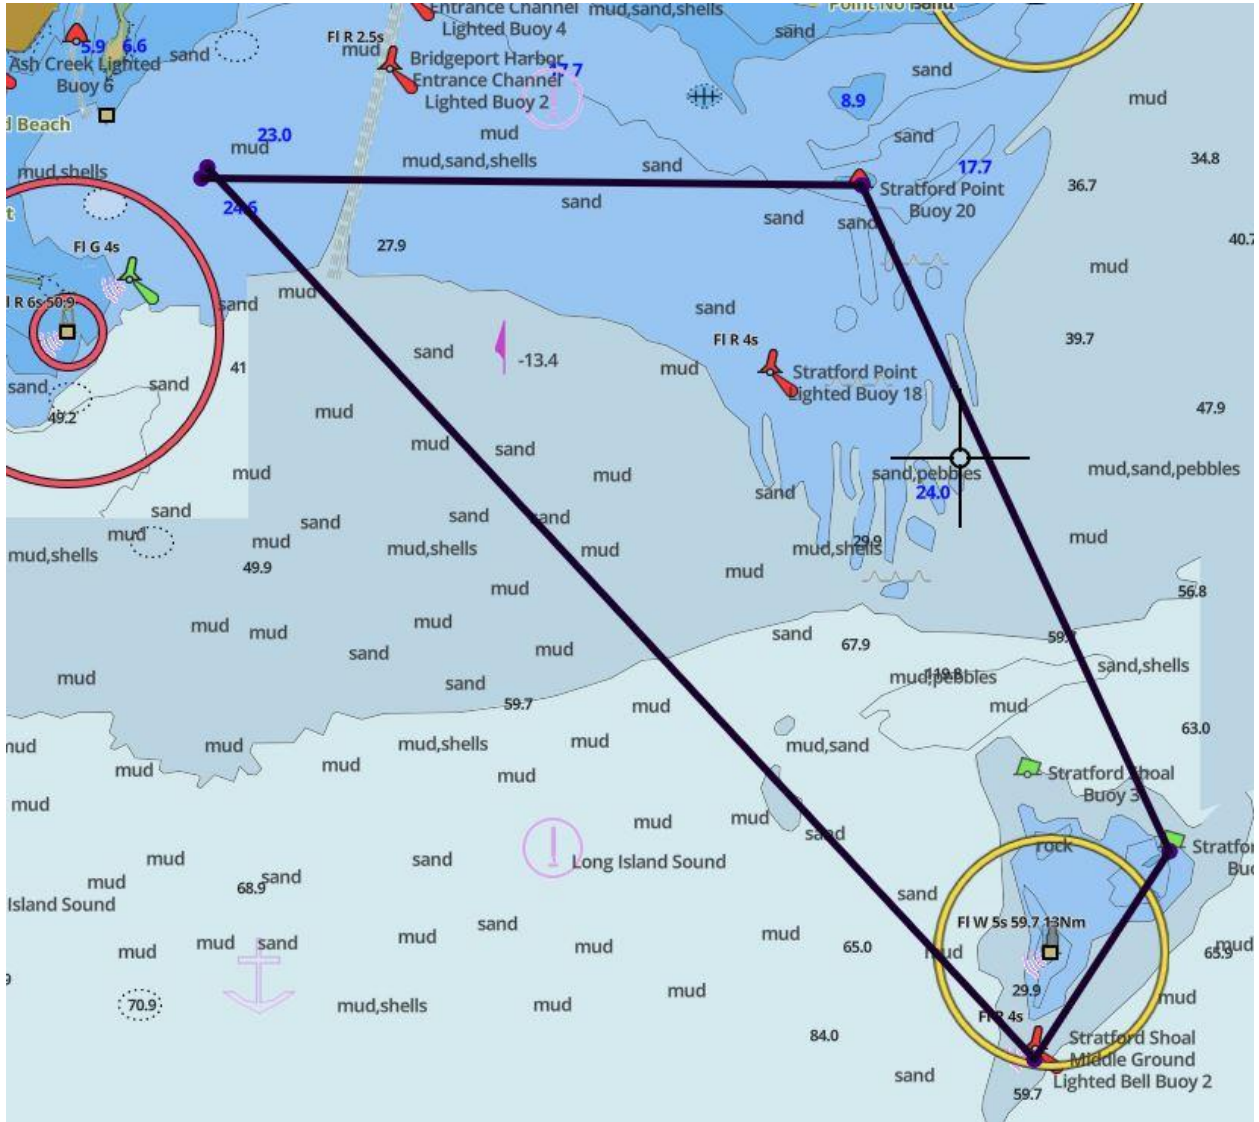 Entrance Channel
Lighted Buoy 4
mud,sand,shells
sand
Fl R 2.5s
mud
Bridgeport Harbor
Entrance Channel
Lighted Buoy 2
17.7
5.9
6.6
sand
Ash Creek Lighted
Buoy 6
sand
8.9
mud
d Beach
23.0
mud
mud
mud,sand,shells
sand
sand
17.7
34.8
mud,shells
24.6
sand
Stratford Point
Buoy 20
36.7
sand
sand
40.7
t
Fl G 4s
27.9
mud
l R 6s 50.9
sand
mud
sand
Fl R 4s
39.7
sand
-13.4
mud
Stratford Point
Lighted Buoy 18
41
sand
sand
49.2
mud
47.9
mud
sand
mud
mud
sand,pebbles
24.0
mud,sand,pebbles
sand
sand
sand
sand
sand
mud
mud
mud,shells
mud,shells
mud
mud,shells
29.9
mud
49.9
mud
mud
56.8
mud
mud
mud
sand
67.9
59.7
sand
mud
mud
sand
mud,pebbles
119.8
sand,shells
59.7
mud
mud
63.0
mud
mud
mud,shells
mud
mud,sand
mud
mud
mud
Stratford Shoal
Buoy 3
mud
mud
mud
sand
rock
Stratfor
Buo
mud
sand
Long Island Sound
mud
68.9
sand
sand
Island Sound
sand
Fl W 5s 59.7 13Nm
mud
mud
sand
mud
mud
mud
65.0
mud
mud
65.9
9
70.9
mud,shells
mud
mud
29.9
mud
Fl R 4s
84.0
Stratford Shoal
Middle Ground
Lighted Bell Buoy 2
sand
59.7